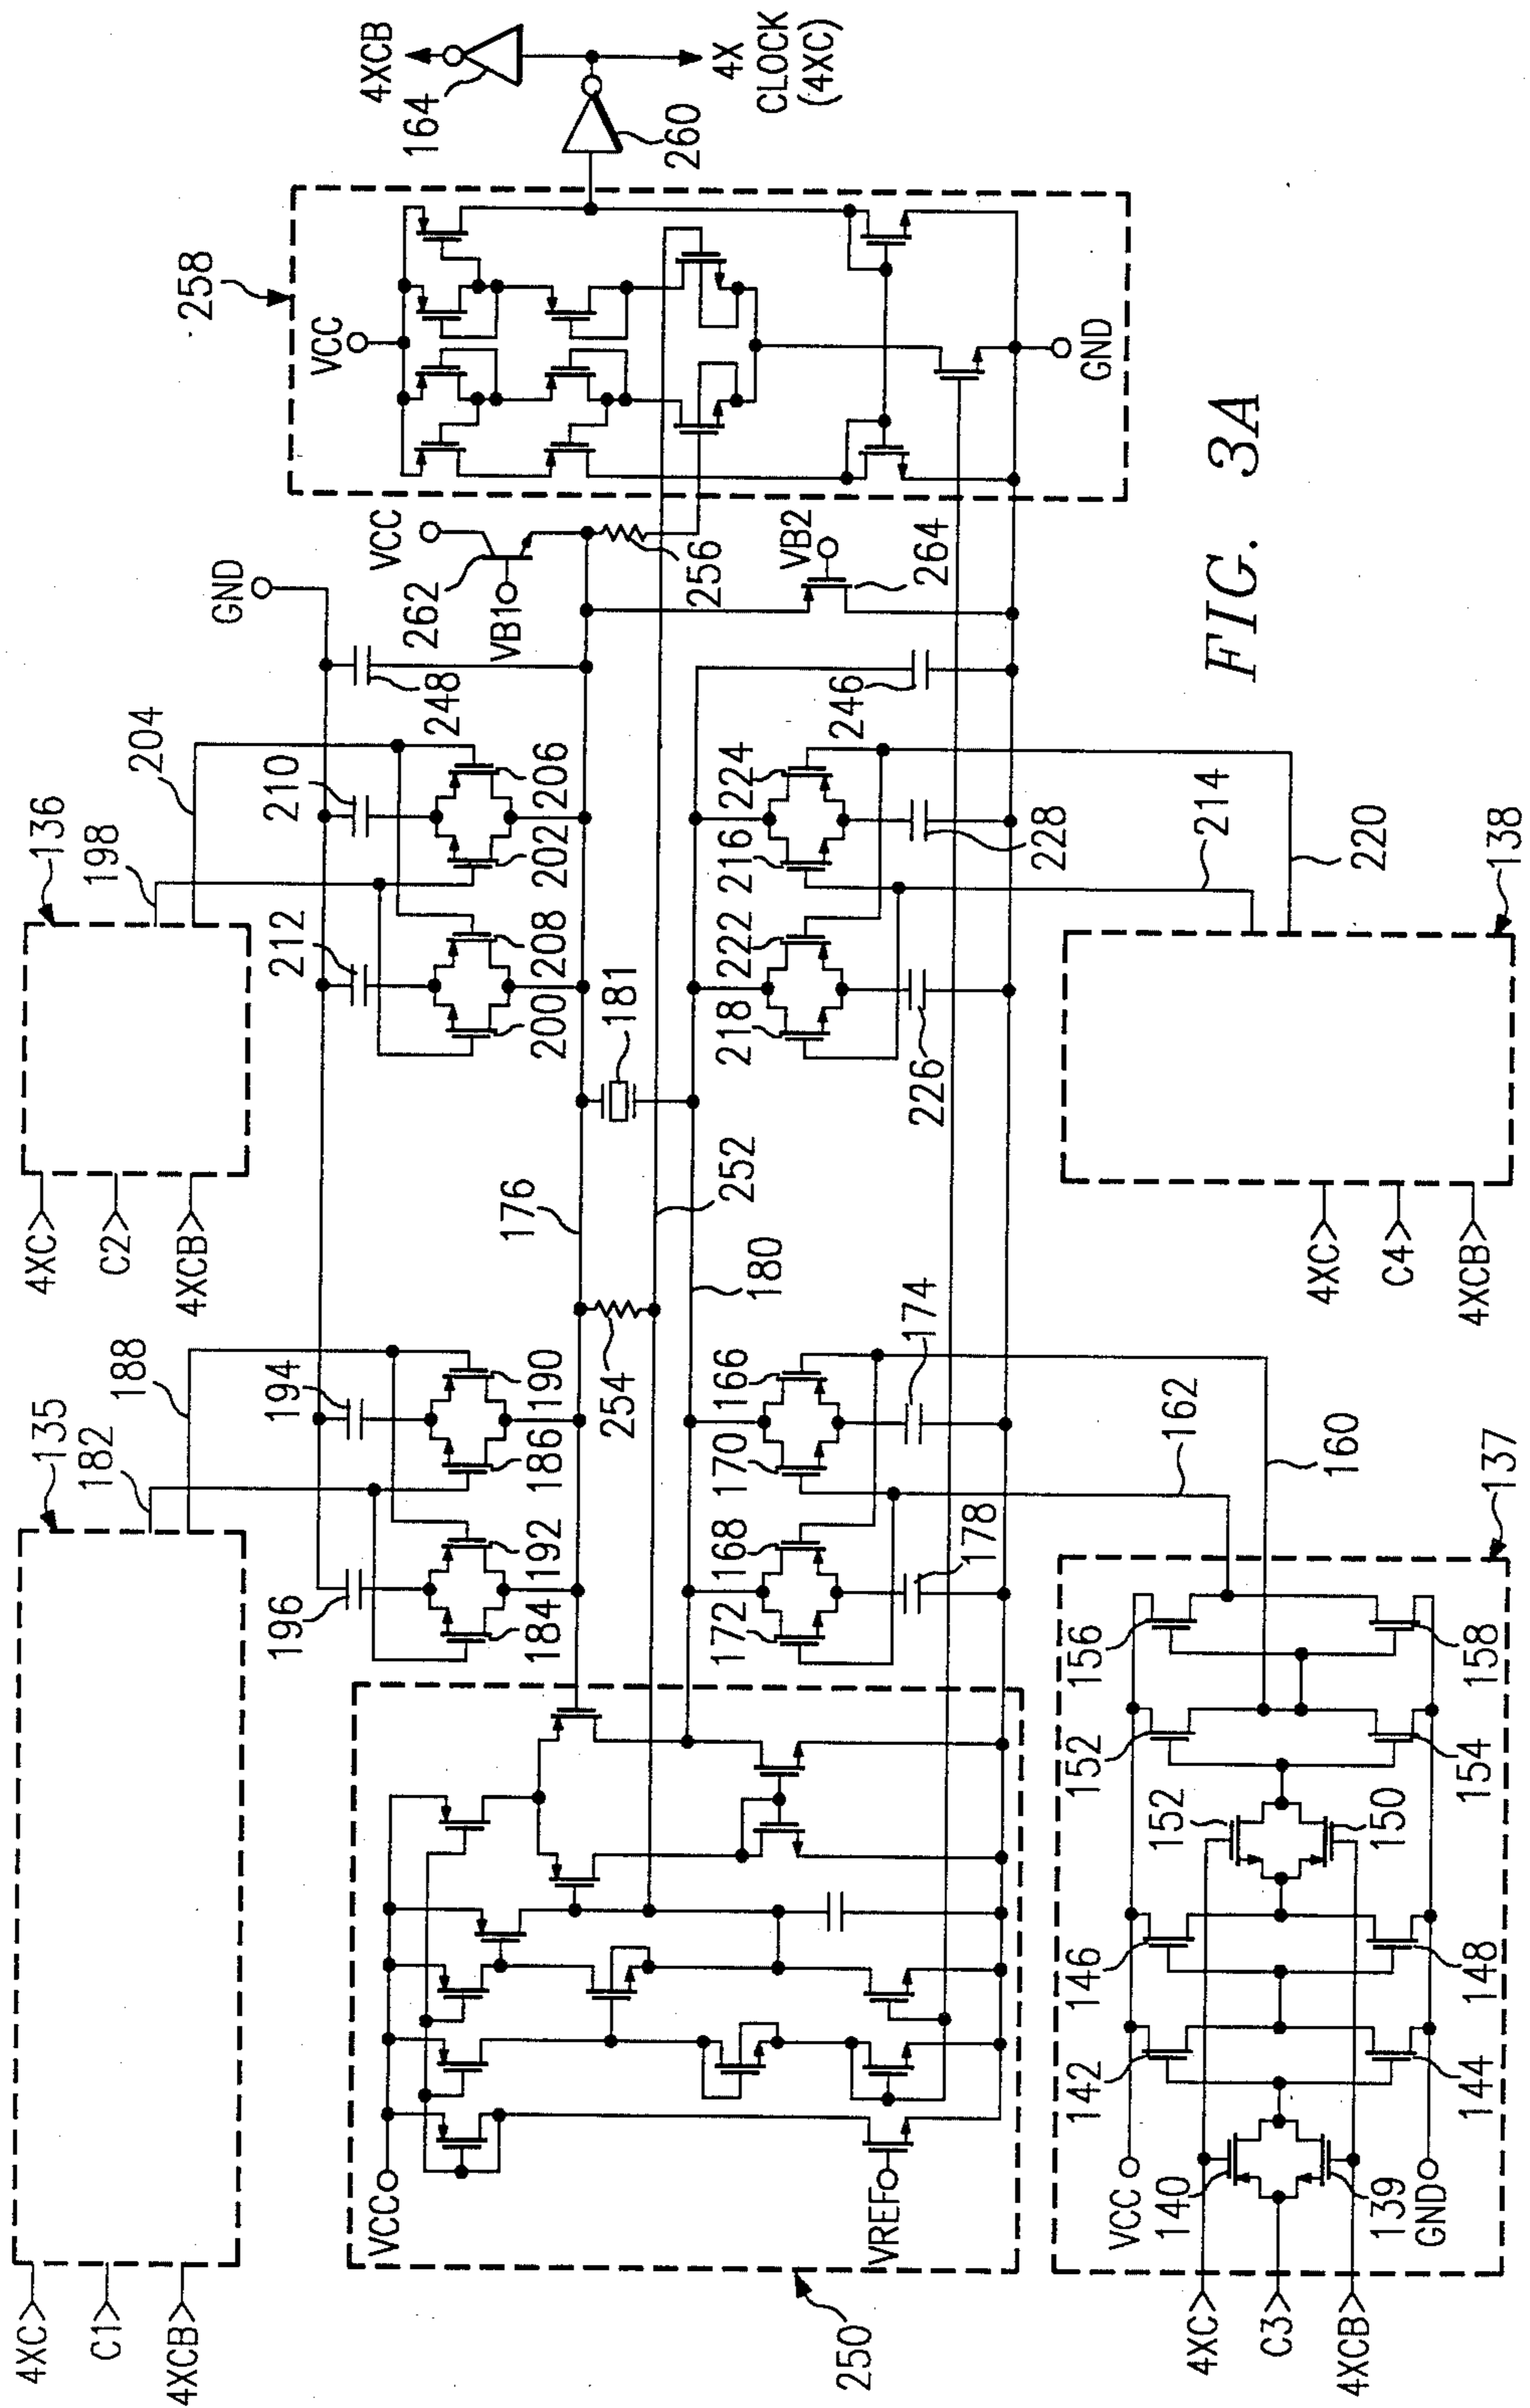 4XC
C1
4XCB
135
182
188
4XC
C2
4XCB
136
198
204
GND
196
194
212
210
248
184
192
186
190
200
208
202
206
VCC
262
VB1
256
258
VCC
4XCB
164
260
4X
CLOCK
(4XC)
VCC
VREF
250
176
254
252
180
181
172
168
170
166
178
174
218
222
216
224
226
228
246
VB2
264
GND
162
160
214
220
4XC
C3
4XCB
VCC
140
139
GND
142
144
146
148
152
150
152
154
156
158
137
4XC
C4
4XCB
138
FIG. 3A